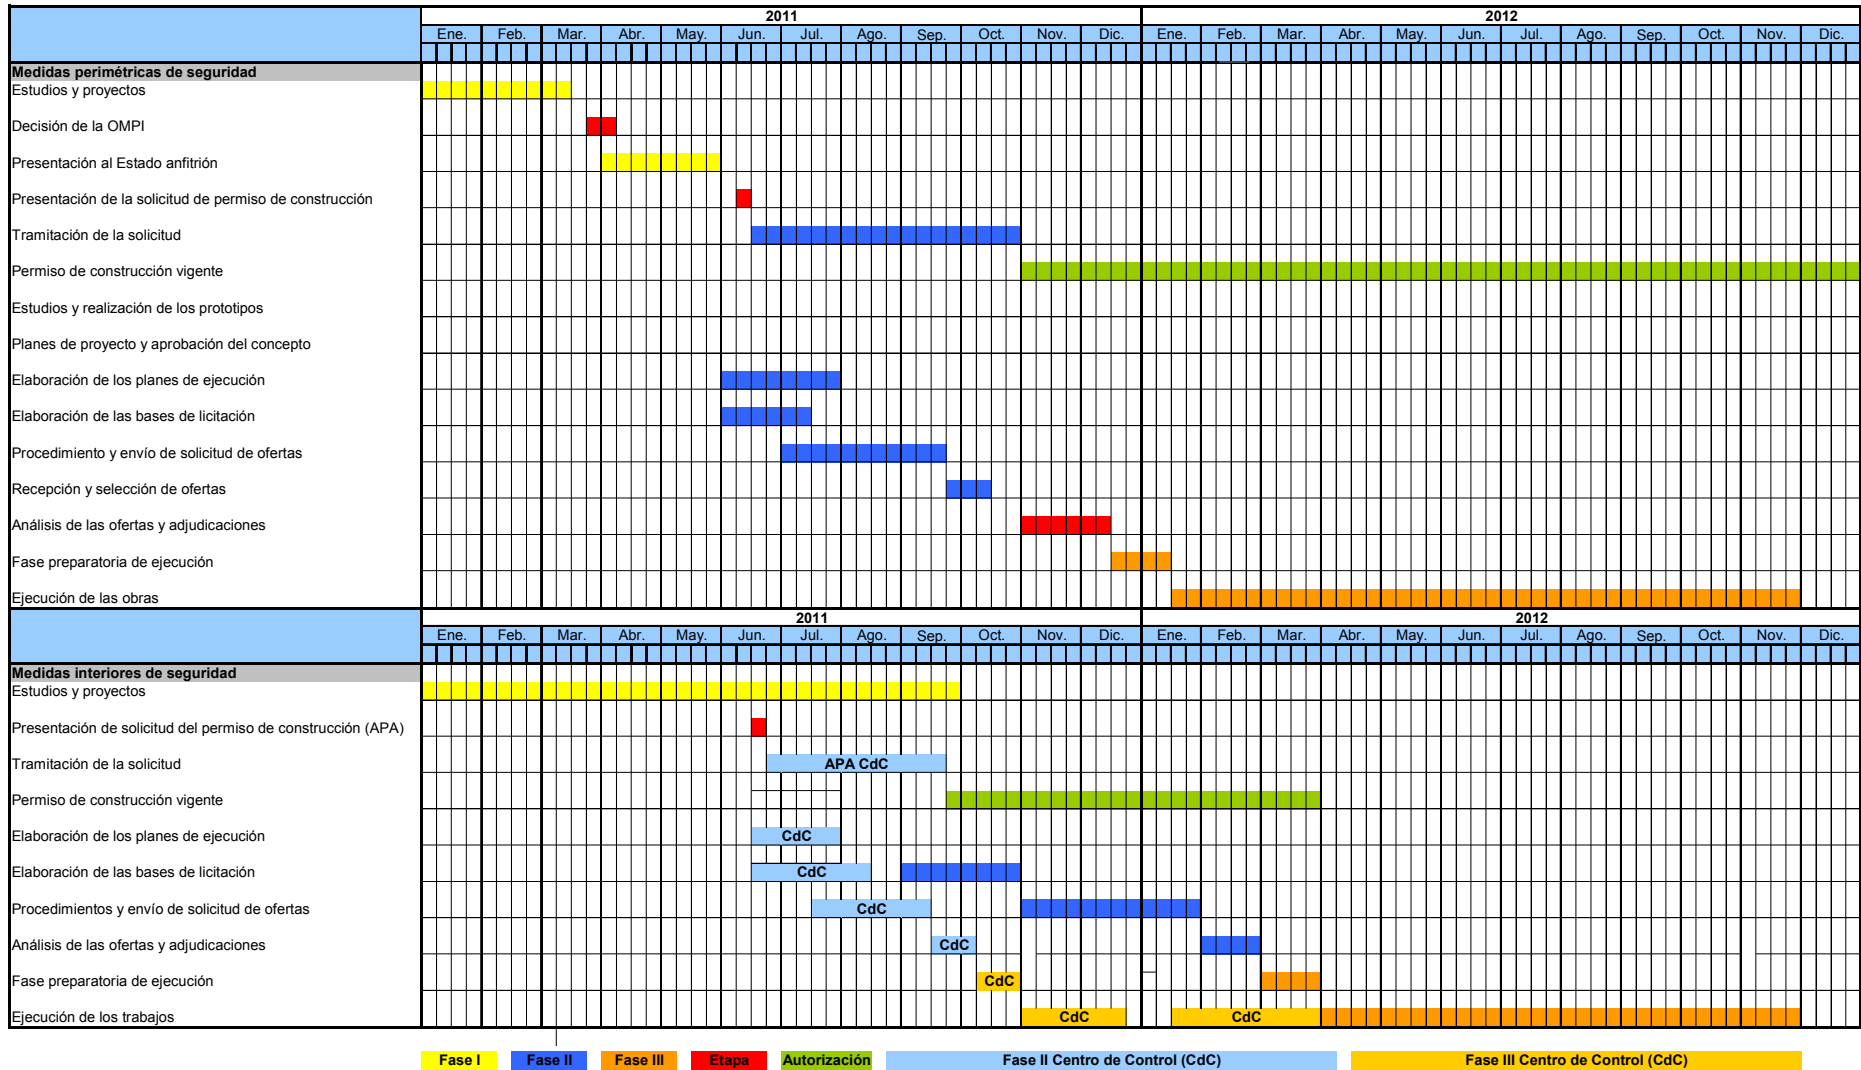 2011 2012
Ene. Feb. Mar. Abr. May. Jun. Jul. Ago. Sep. Oct. Nov. Dic. Ene. Feb. Mar. Abr. May. Jun. Jul. Ago. Sep. Oct. Nov. Dic.
Medidas perimétricas de seguridad
Estudios y proyectos
Decisión de la OMPI
Presentación al Estado anfitrión
Presentación de la solicitud de permiso de construcción
Tramitación de la solicitud
Permiso de construcción vigente
Estudios y realización de los prototipos
Planes de proyecto y aprobación del concepto
Elaboración de los planes de ejecución
Elaboración de las bases de licitación
Procedimiento y envío de solicitud de ofertas
Recepción y selección de ofertas
Análisis de las ofertas y adjudicaciones
Fase preparatoria de ejecución
Ejecución de las obras
2011 2012
Ene. Feb. Mar. Abr. May. Jun. Jul. Ago. Sep. Oct. Nov. Dic. Ene. Feb. Mar. Abr. May. Jun. Jul. Ago. Sep. Oct. Nov. Dic.
Medidas interiores de seguridad
Estudios y proyectos
Presentación de solicitud del permiso de construcción (APA)
Tramitación de la solicitud APA CdC
Permiso de construcción vigente
Elaboración de los planes de ejecución CdC
Elaboración de las bases de licitación CdC
Procedimientos y envío de solicitud de ofertas CdC
Análisis de las ofertas y adjudicaciones CdC
Fase preparatoria de ejecución CdC
Ejecución de los trabajos CdC CdC
Fase I Fase II Fase III Etapa Autorización Fase II Centro de Control (CdC) Fase III Centro de Control (CdC)